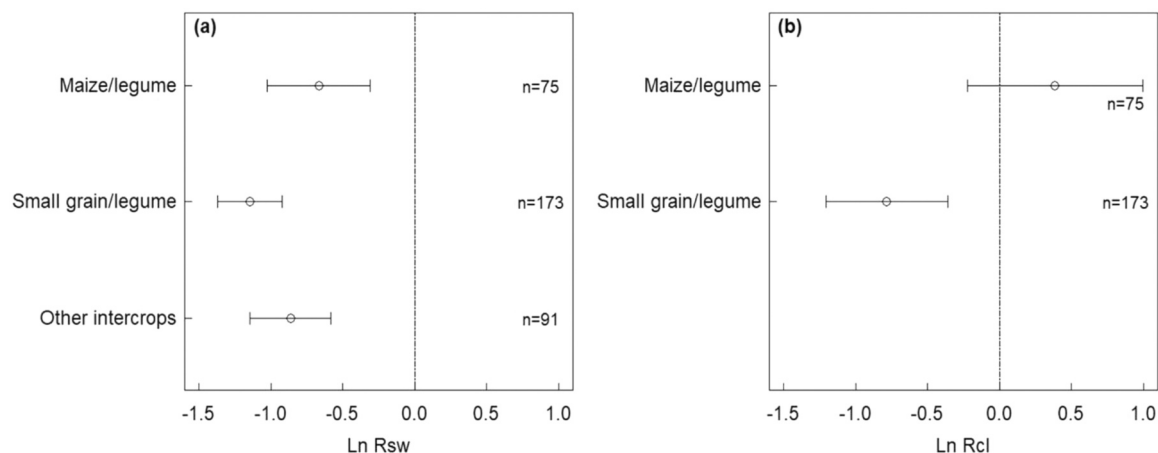 (a)
Maize/legume
n=75
Small grain/legume
n=173
Other intercrops
n=91
-1.5 -1.0 -0.5 0.0 0.5 1.0
Ln Rsw
(b)
Maize/legume
n=75
Small grain/legume
n=173
-1.5 -1.0 -0.5 0.0 0.5 1.0
Ln Rcl